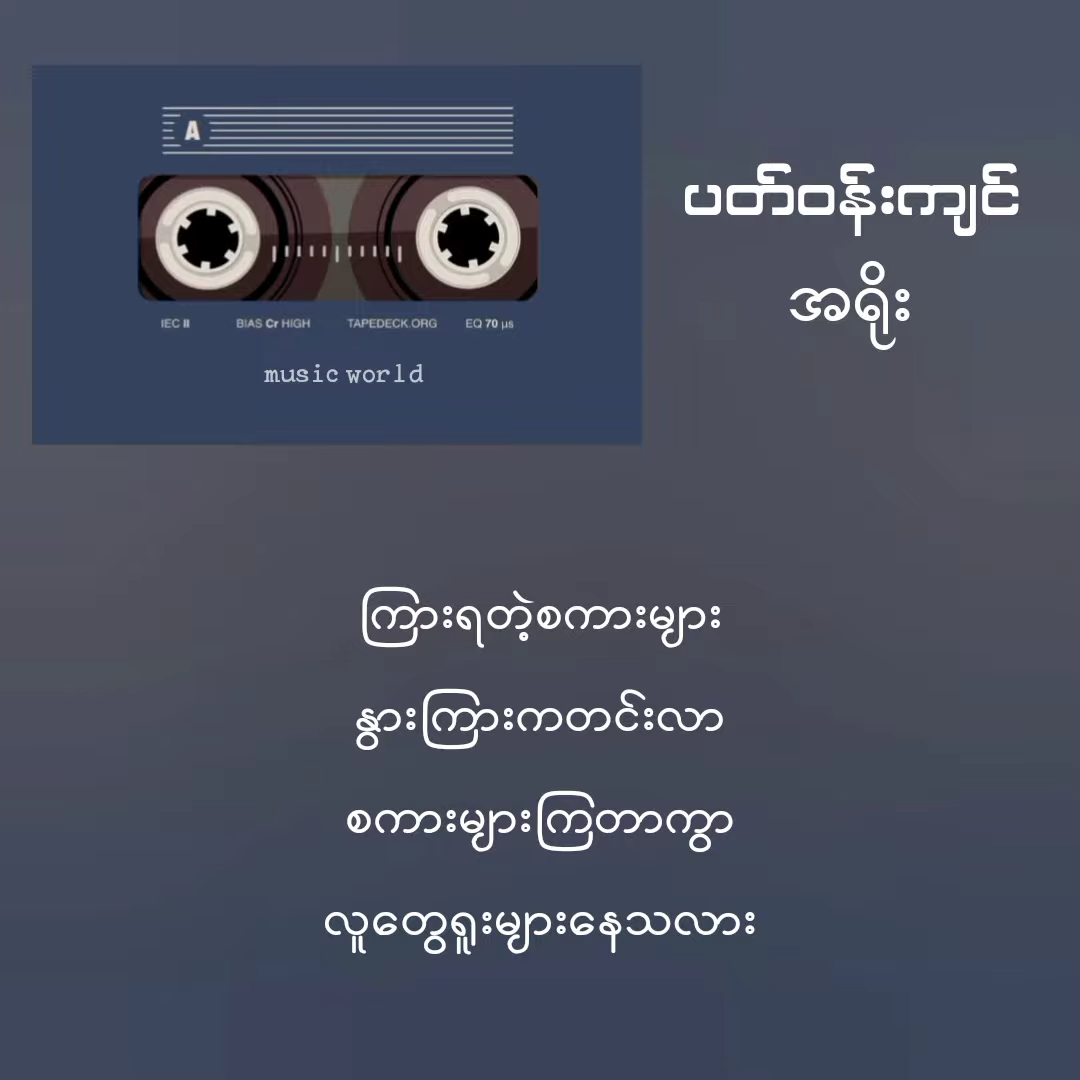 A
IEC II BIAS Cr HIGH TAPEDECK.ORG EQ 70 µs
music world
ပတ်ဝန်းကျင်
အရိုး
ကြားရတဲ့စကားများ
နွားကြားကတင်းလာ
စကားများကြတာကွာ
လူတွေရူးများနေသလား